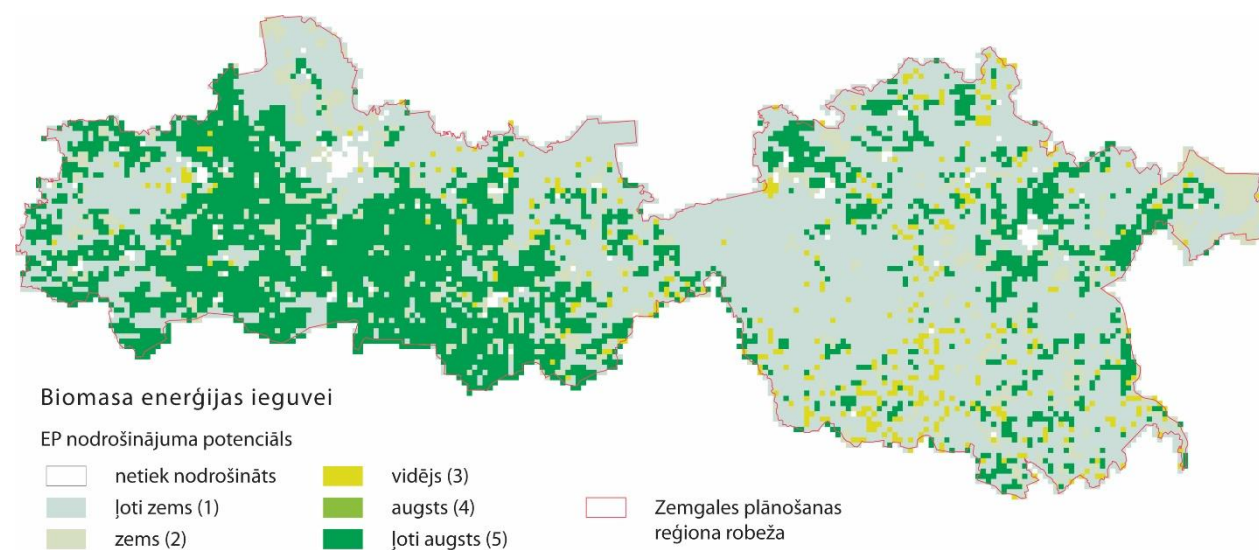 Biomasa enerģijas ieguvei
EP nodrošinājuma potenciāls
netiek nodrošināts
ļoti zems (1)
zems (2)
vidējs (3)
augsts (4)
ļoti augsts (5)
Zemgales plānošanas
reģiona robeža